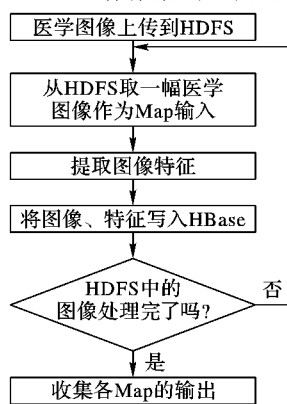 医学图像上传到HDFS
从HDFS取一幅医学
图像作为Map输入
提取图像特征
将图像、特征写入HBase
HDFS中的
图像处理完了吗?
否
是
收集各Map的输出